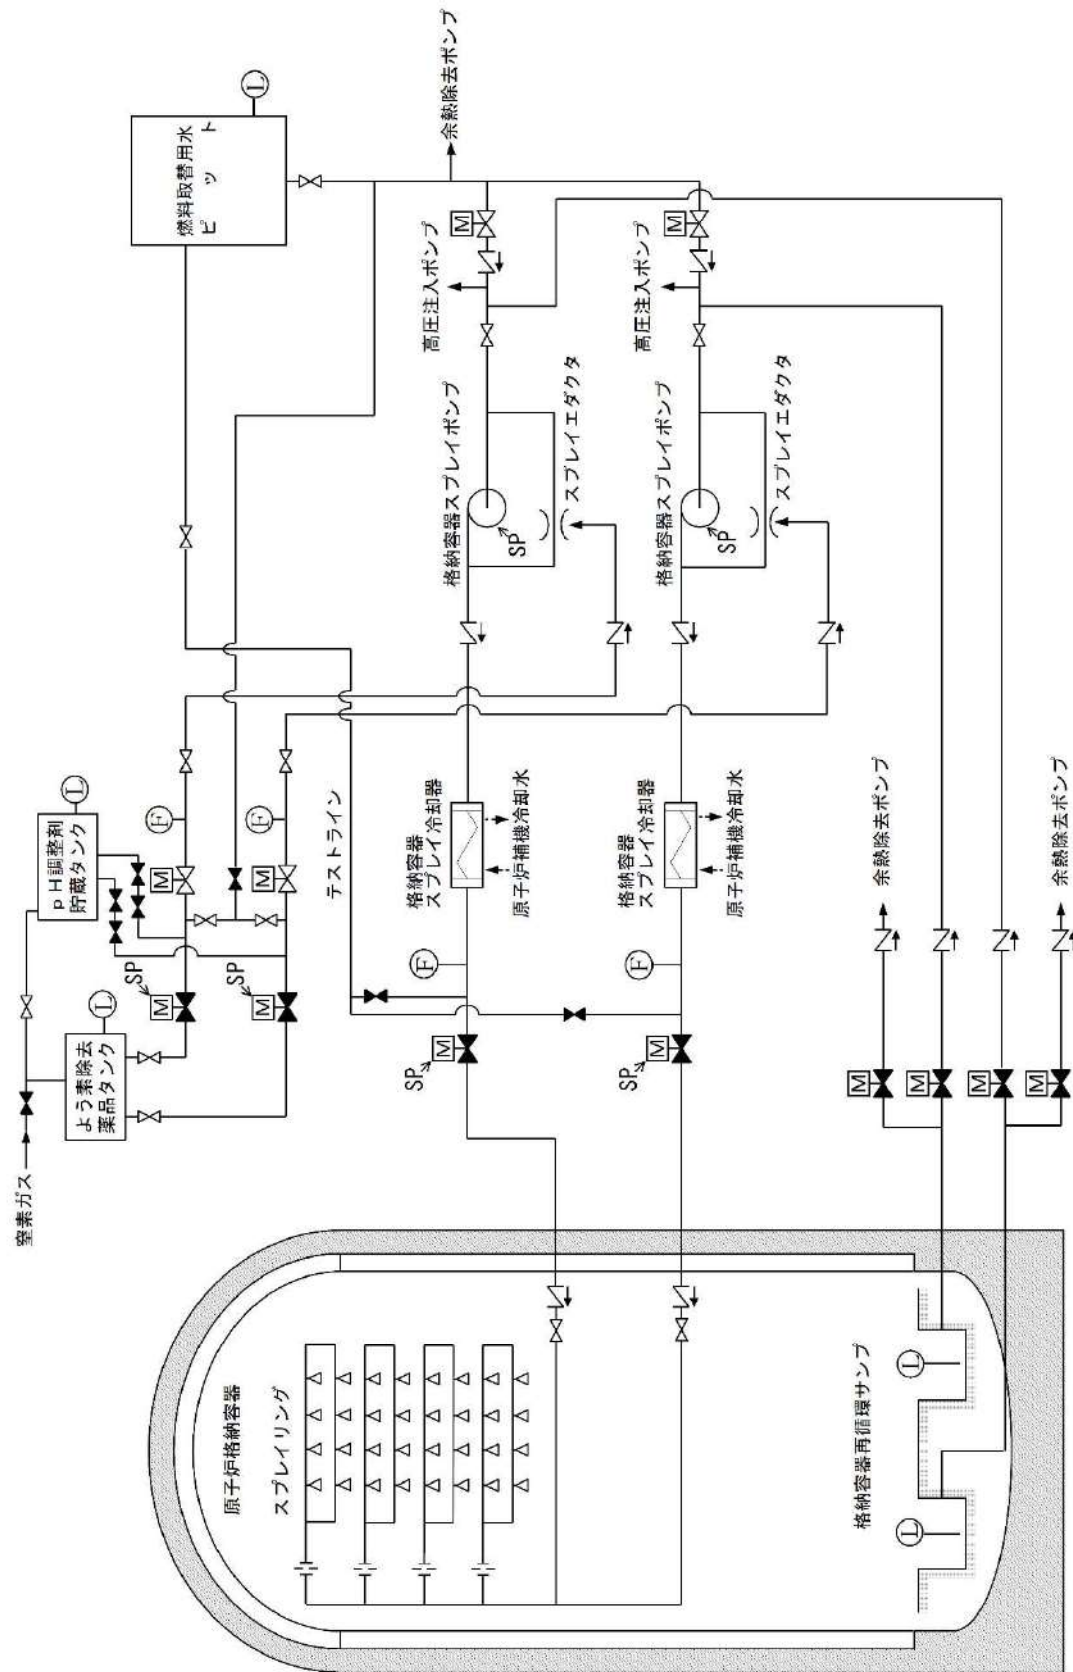 窒素ガス
よう素除去
薬品タンク
L
pH調整剤
貯蔵タンク
L
M
SP
M
SP
M
F
M
F
燃料取替用水
ピット
L
余熱除去ポンプ
テストライン
原子炉格納容器
スプレイリング
SP
M
F
格納容器
スプレイ冷却器
原子炉補機冷却水
格納容器スプレイポンプ
SP
スプレイエダクタ
高圧注入ポンプ
M
SP
M
F
格納容器
スプレイ冷却器
原子炉補機冷却水
格納容器スプレイポンプ
SP
スプレイエダクタ
高圧注入ポンプ
M
格納容器再循環サンプ
L
L
M
余熱除去ポンプ
M
M
M
余熱除去ポンプ